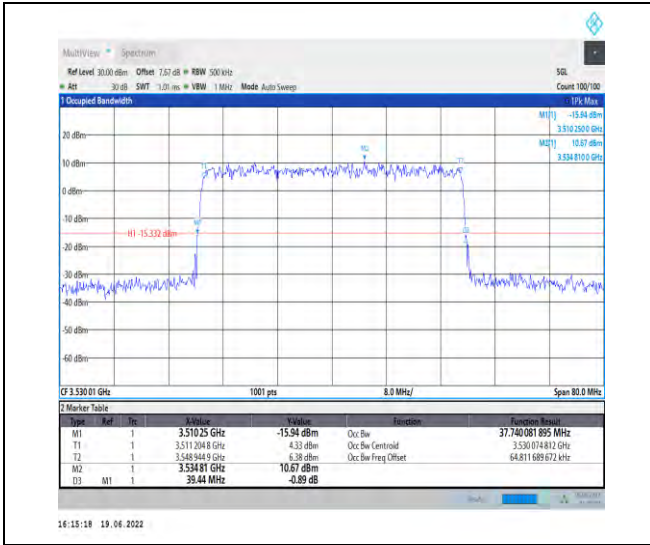 MultiView Spectrum
Ref Level 30.00 dBm Offset 7.67 dB RBW 500 kHz SGL
Att 30 dB SWT 1.01 ms VBW 1 MHz Mode Auto Sweep Count 100/100
1 Occupied Bandwidth 1Pk Max
M1[1] -15.94 dBm
3.510 250 0 GHz
M2[1] 10.67 dBm
3.534 810 0 GHz
20 dBm
M2
T1
10 dBm
0 dBm
-10 dBm
M1
H1 -15.332 dBm
D3
-20 dBm
-30 dBm
-40 dBm
-50 dBm
-60 dBm
CF 3.530 01 GHz 1001 pts 8.0 MHz/ Span 80.0 MHz
2 Marker Table
Type Ref Trc X-Value Y-Value Function Function Result
M1 1 3.510 25 GHz -15.94 dBm Occ Bw 37.740 081 895 MHz
T1 1 3.511 204 8 GHz 4.33 dBm Occ Bw Centroid 3.530 074 812 GHz
T2 1 3.548 944 9 GHz 6.38 dBm Occ Bw Freq Offset 64.811 689 672 kHz
M2 1 3.534 81 GHz 10.67 dBm
D3 M1 1 39.44 MHz -0.89 dB
16:15:18 19.06.2022